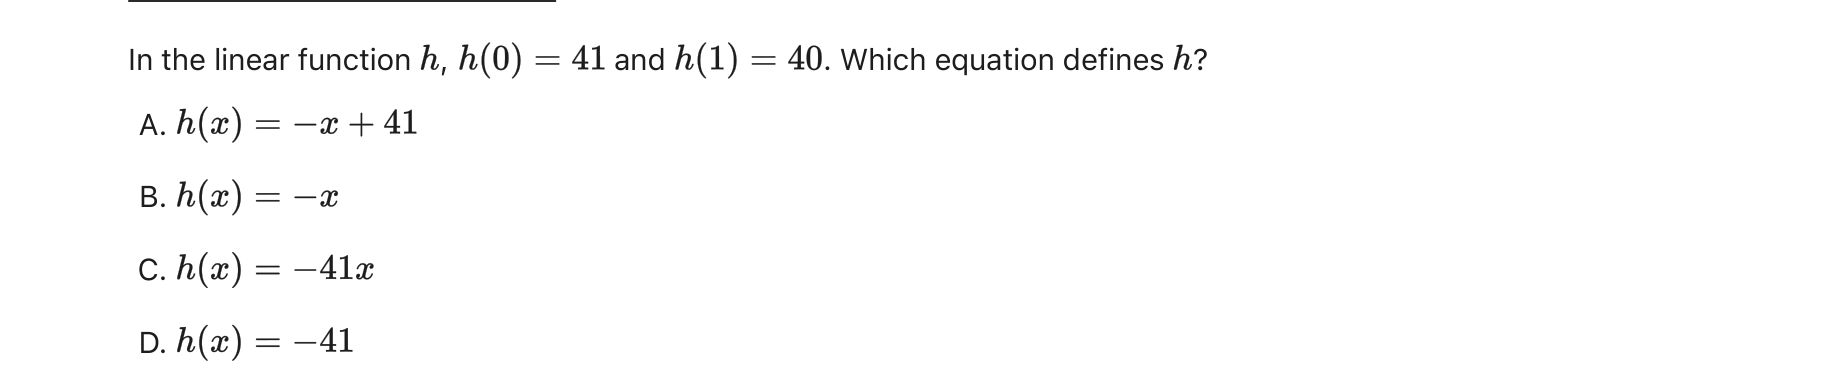 In the linear function h, h(0) = 41 and h(1) = 40. Which equation defines h?
A. h(x) = −x + 41
B. h(x) = −x
C. h(x) = −41x
D. h(x) = −41